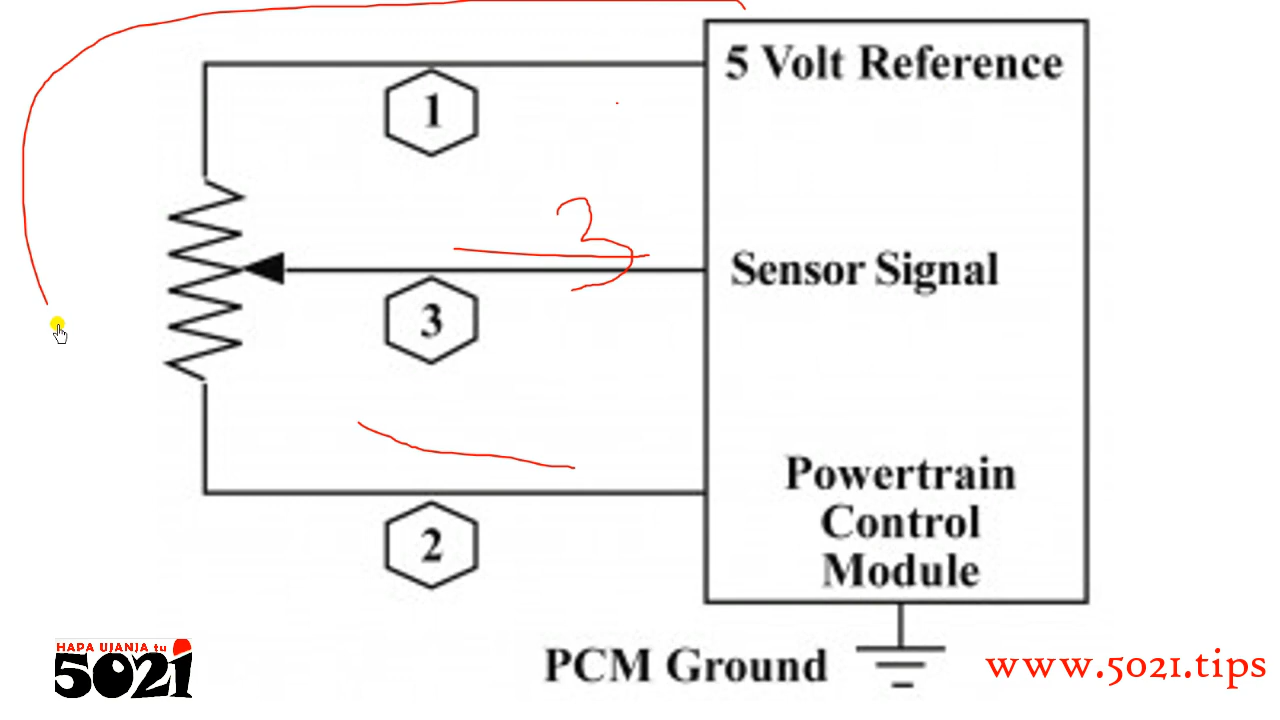 5 Volt Reference
1
3
Sensor Signal
3
Powertrain
Control
Module
2
PCM Ground
HAPA UJANJA tu
5021
www.5021.tips